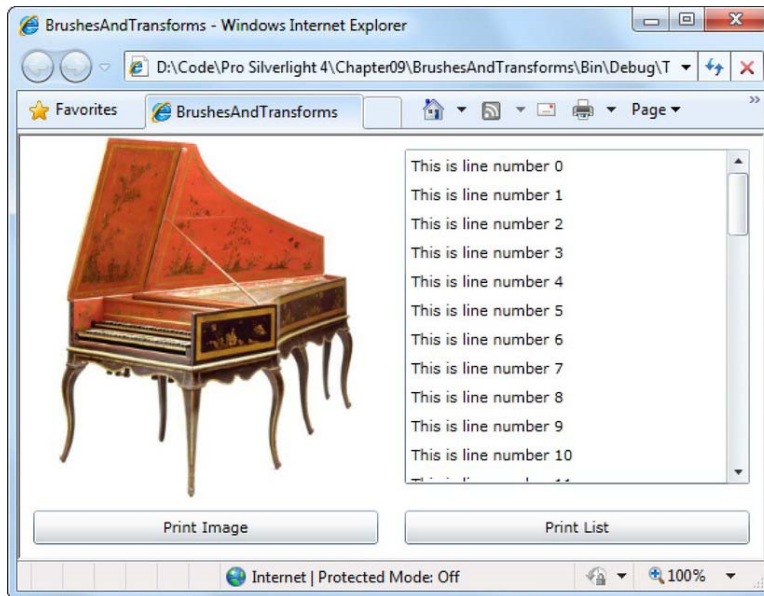 BrushesAndTransforms - Windows Internet Explorer
D:\Code\Pro Silverlight 4\Chapter09\BrushesAndTransforms\Bin\Debug\T
Favorites BrushesAndTransforms Page »
This is line number 0
This is line number 1
This is line number 2
This is line number 3
This is line number 4
This is line number 5
This is line number 6
This is line number 7
This is line number 8
This is line number 9
This is line number 10
Print Image Print List
Internet | Protected Mode: Off 100%